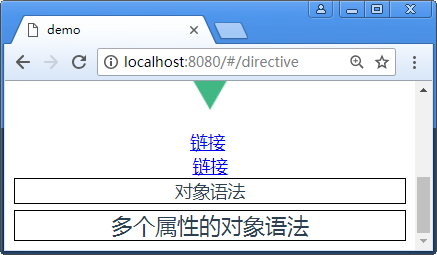 demo
localhost:8080/#/directive
链接
链接
对象语法
多个属性的对象语法